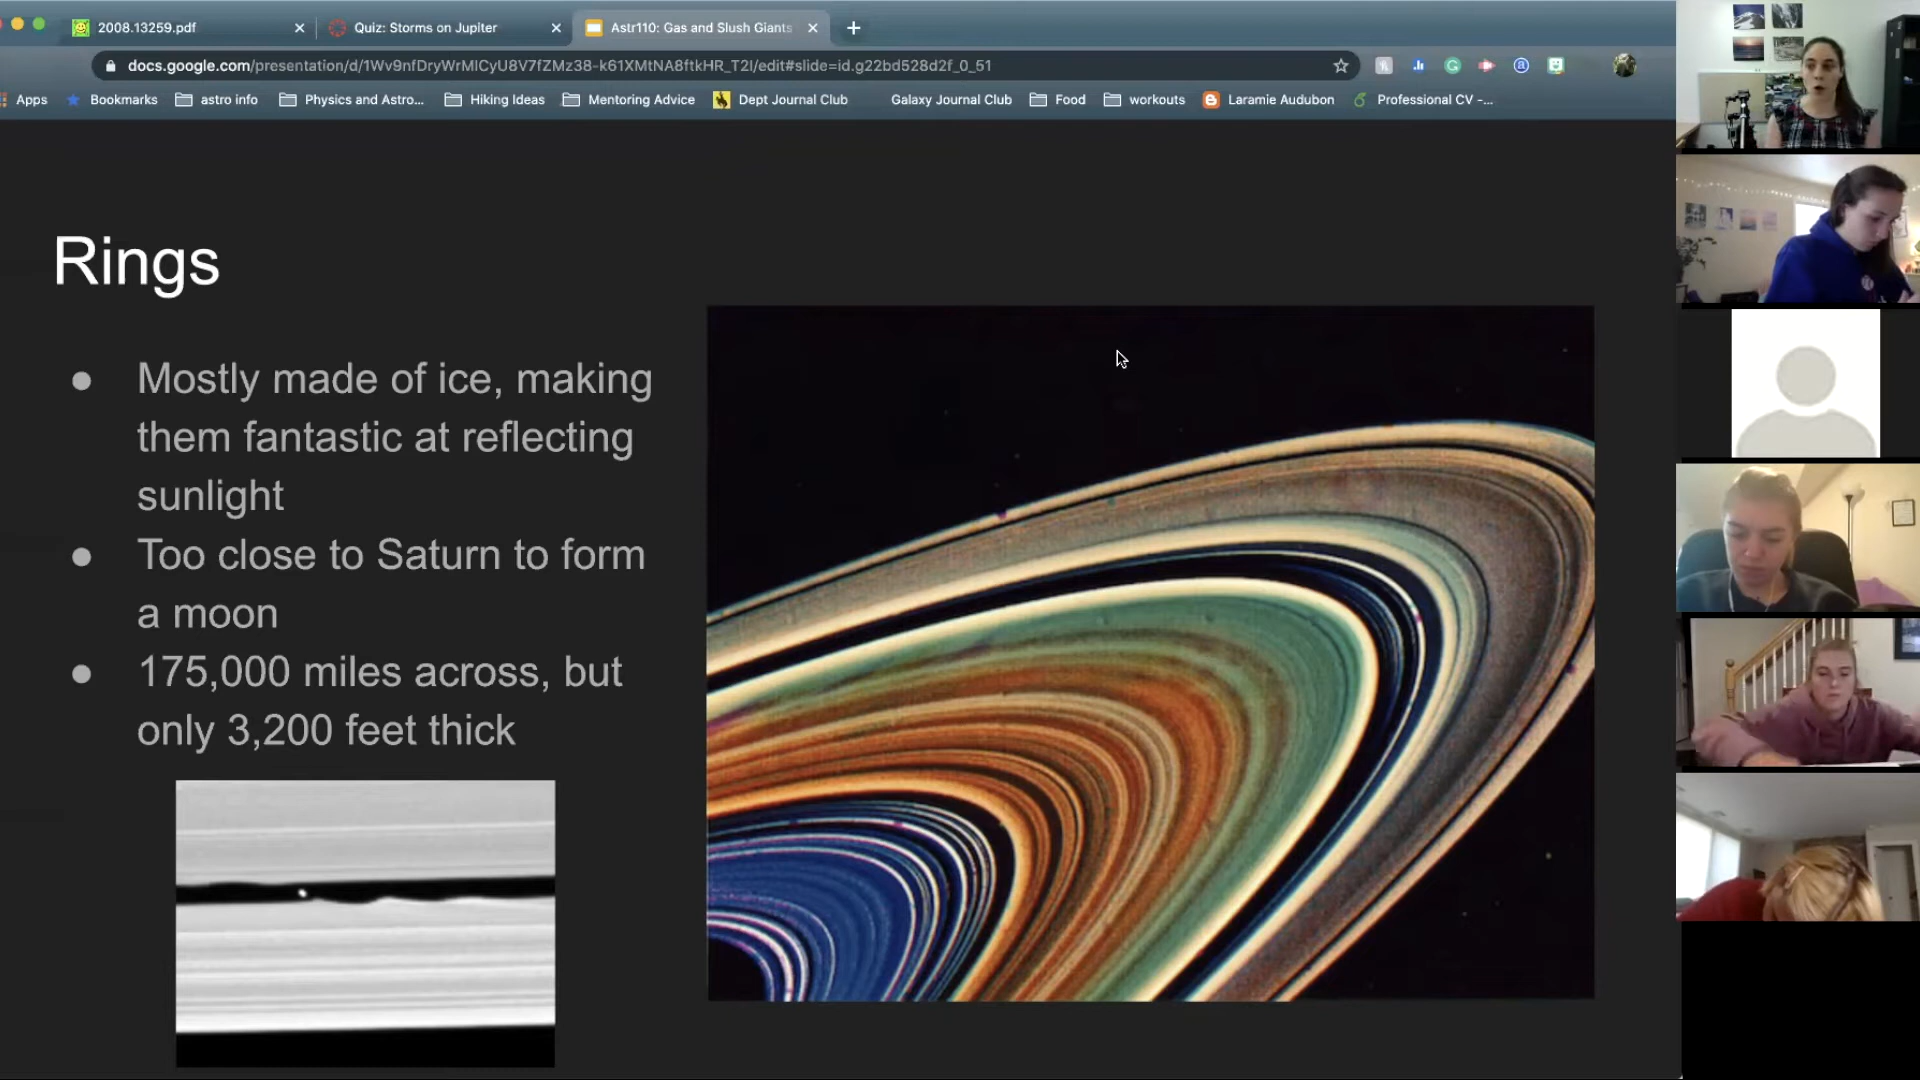 2008.13259.pdf
Quiz: Storms on Jupiter
Astr110: Gas and Slush Giants
docs.google.com/presentation/d/1Wv9nfDryWrMlCyU8V7fZMz38-k61XMtNA8ftkHR_T2I/edit#slide=id.g22bd528d2f_0_51
Apps Bookmarks astro info Physics and Astro... Hiking Ideas Mentoring Advice Dept Journal Club Galaxy Journal Club Food workouts Laramie Audubon Professional CV -...
Rings
● Mostly made of ice, making
them fantastic at reflecting
sunlight
● Too close to Saturn to form
a moon
● 175,000 miles across, but
only 3,200 feet thick